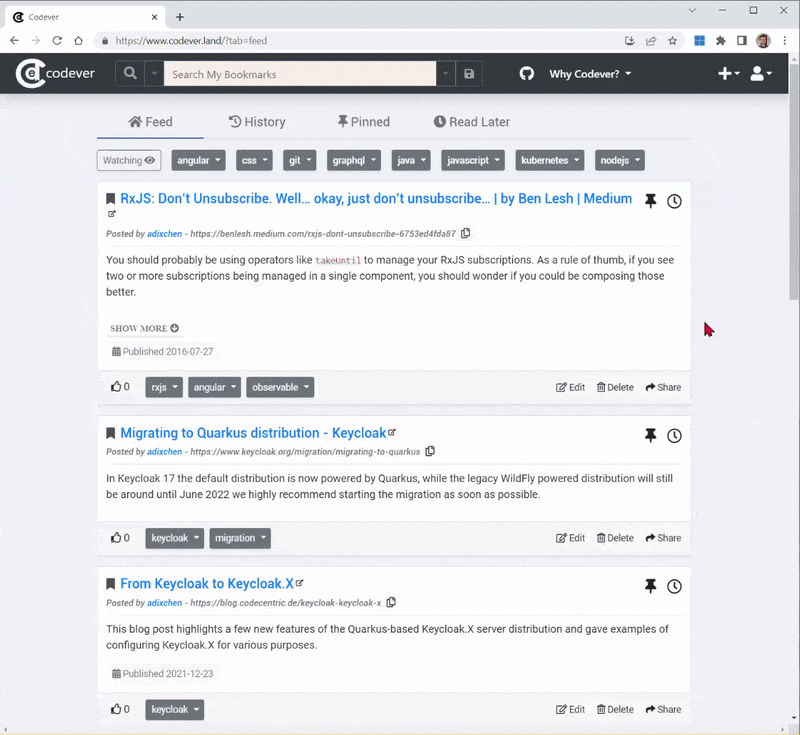 Codever
https://www.codever.land/?tab=feed
codever
Search My Bookmarks
Why Codever?
Feed
History
Pinned
Read Later
Watching
angular
css
git
graphql
java
javascript
kubernetes
nodejs
RxJS: Don't Unsubscribe. Well… okay, just don't unsubscribe… | by Ben Lesh | Medium
Posted by adixchen - https://benlesh.medium.com/rxjs-dont-unsubscribe-6753ed4fda87
You should probably be using operators like takeUntil to manage your RxJS subscriptions. As a rule of thumb, if you see
two or more subscriptions being managed in a single component, you should wonder if you could be composing those
better.
SHOW MORE
Published 2016-07-27
0
rxjs
angular
observable
Edit
Delete
Share
Migrating to Quarkus distribution - Keycloak
Posted by adixchen - https://www.keycloak.org/migration/migrating-to-quarkus
In Keycloak 17 the default distribution is now powered by Quarkus, while the legacy WildFly powered distribution will still
be around until June 2022 we highly recommend starting the migration as soon as possible.
0
keycloak
migration
Edit
Delete
Share
From Keycloak to Keycloak.X
Posted by adixchen - https://blog.codecentric.de/keycloak-keycloak-x
This blog post highlights a few new features of the Quarkus-based Keycloak.X server distribution and gave examples of
configuring Keycloak.X for various purposes.
Published 2021-12-23
0
keycloak
Edit
Delete
Share